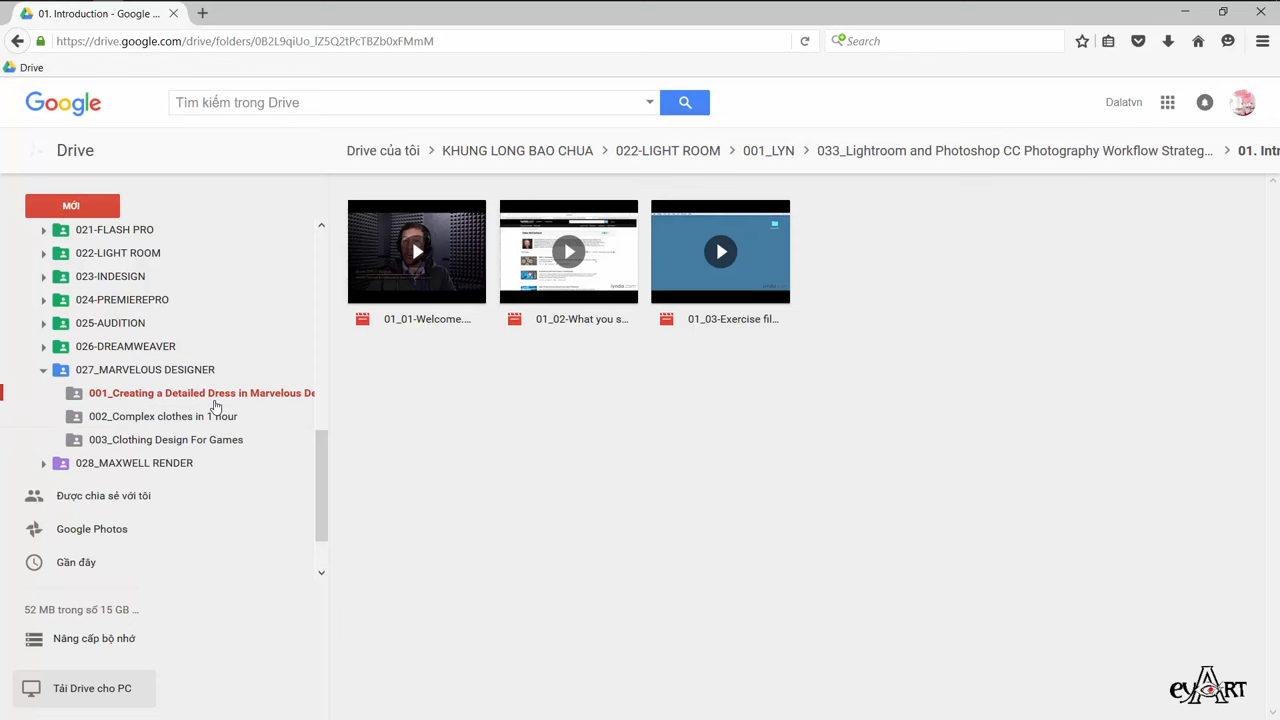 01. Introduction - Google ...
https://drive.google.com/drive/folders/0B2L9qiUo_lZ5Q2tPcTBZb0xFMmM
Search
Drive
Google
Tìm kiếm trong Drive
Dalatvn
Drive
Drive của tôi > KHUNG LONG BAO CHUA > 022-LIGHT ROOM > 001_LYN > 033_Lightroom and Photoshop CC Photography Workflow Strateg... > 01. Int
MỚI
021-FLASH PRO
022-LIGHT ROOM
023-INDESIGN
024-PREMIEREPRO
025-AUDITION
026-DREAMWEAVER
027_MARVELOUS DESIGNER
001_Creating a Detailed Dress in Marvelous De
002_Complex clothes in 1 hour
003_Clothing Design For Games
028_MAXWELL RENDER
Được chia sẻ với tôi
Google Photos
Gần đây
52 MB trong số 15 GB ...
Nâng cấp bộ nhớ
Tải Drive cho PC
01_01-Welcome....
01_02-What you s...
01_03-Exercise fil...
eyART